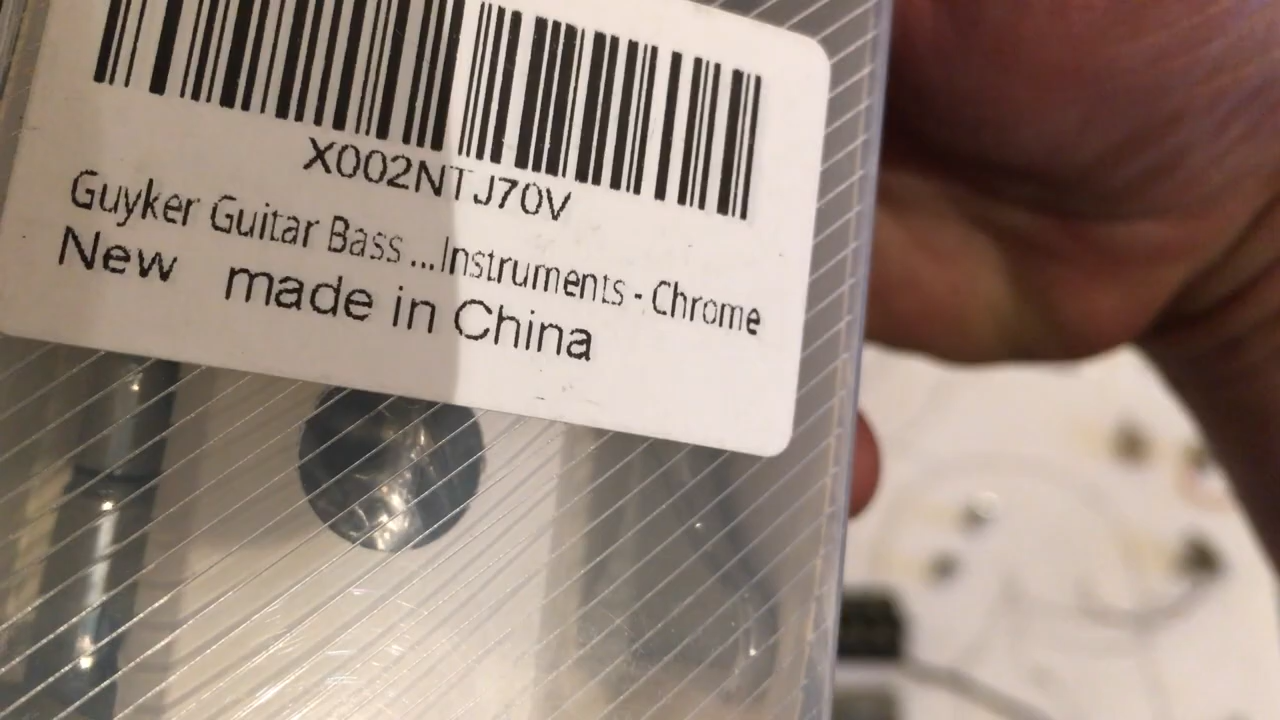 X002NTJ70V
Guyker Guitar Bass ...Instruments - Chrome
New made in China